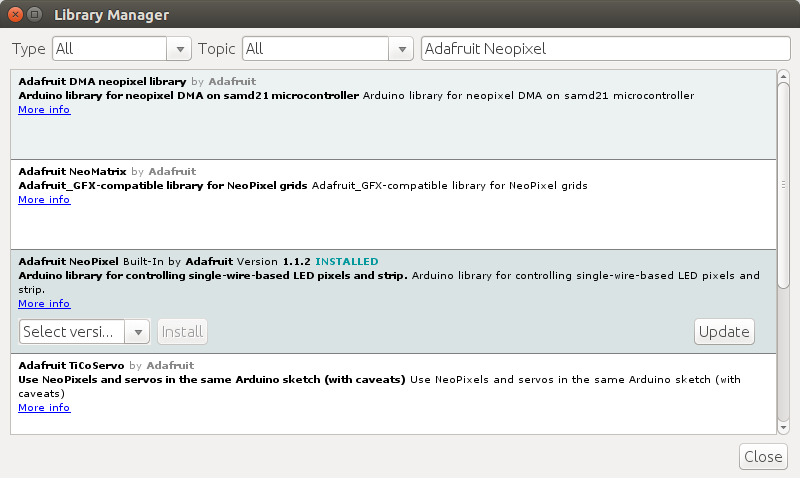 Library Manager
Type All Topic All Adafruit Neopixel
Adafruit DMA neopixel library by Adafruit
Arduino library for neopixel DMA on samd21 microcontroller Arduino library for neopixel DMA on samd21 microcontroller
More info
Adafruit NeoMatrix by Adafruit
Adafruit_GFX-compatible library for NeoPixel grids Adafruit_GFX-compatible library for NeoPixel grids
More info
Adafruit NeoPixel Built-In by Adafruit Version 1.1.2 INSTALLED
Arduino library for controlling single-wire-based LED pixels and strip. Arduino library for controlling single-wire-based LED pixels and
strip.
More info
Select versi... Install Update
Adafruit TiCoServo by Adafruit
Use NeoPixels and servos in the same Arduino sketch (with caveats) Use NeoPixels and servos in the same Arduino sketch (with
caveats)
More info
Close